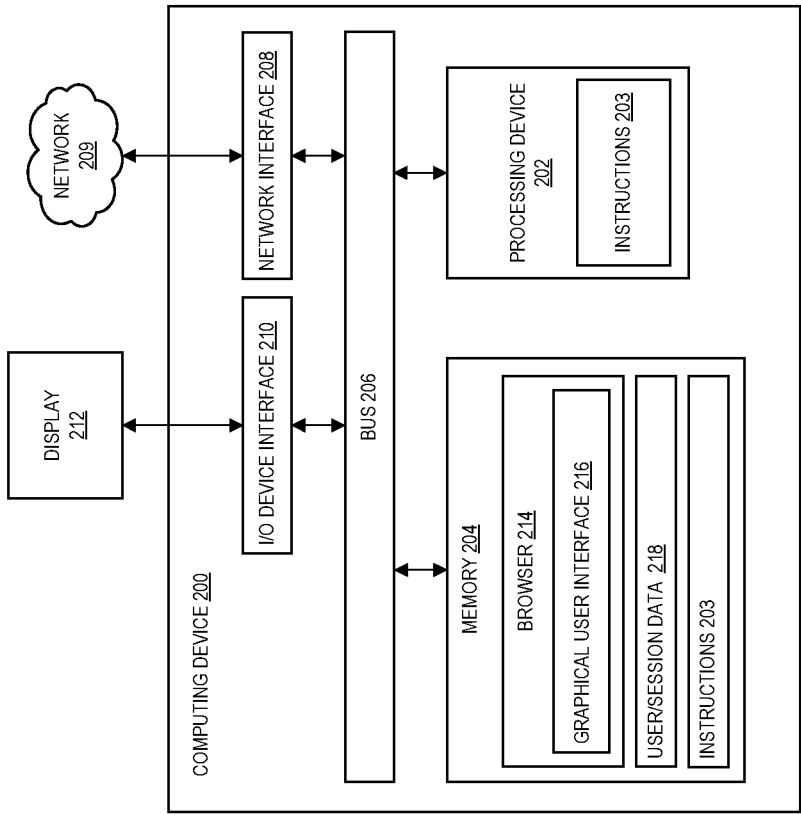 COMPUTING DEVICE 200
DISPLAY
212
NETWORK
209
I/O DEVICE INTERFACE 210
NETWORK INTERFACE 208
BUS 206
MEMORY 204
BROWSER 214
GRAPHICAL USER INTERFACE 216
USER/SESSION DATA 218
INSTRUCTIONS 203
PROCESSING DEVICE
202
INSTRUCTIONS 203